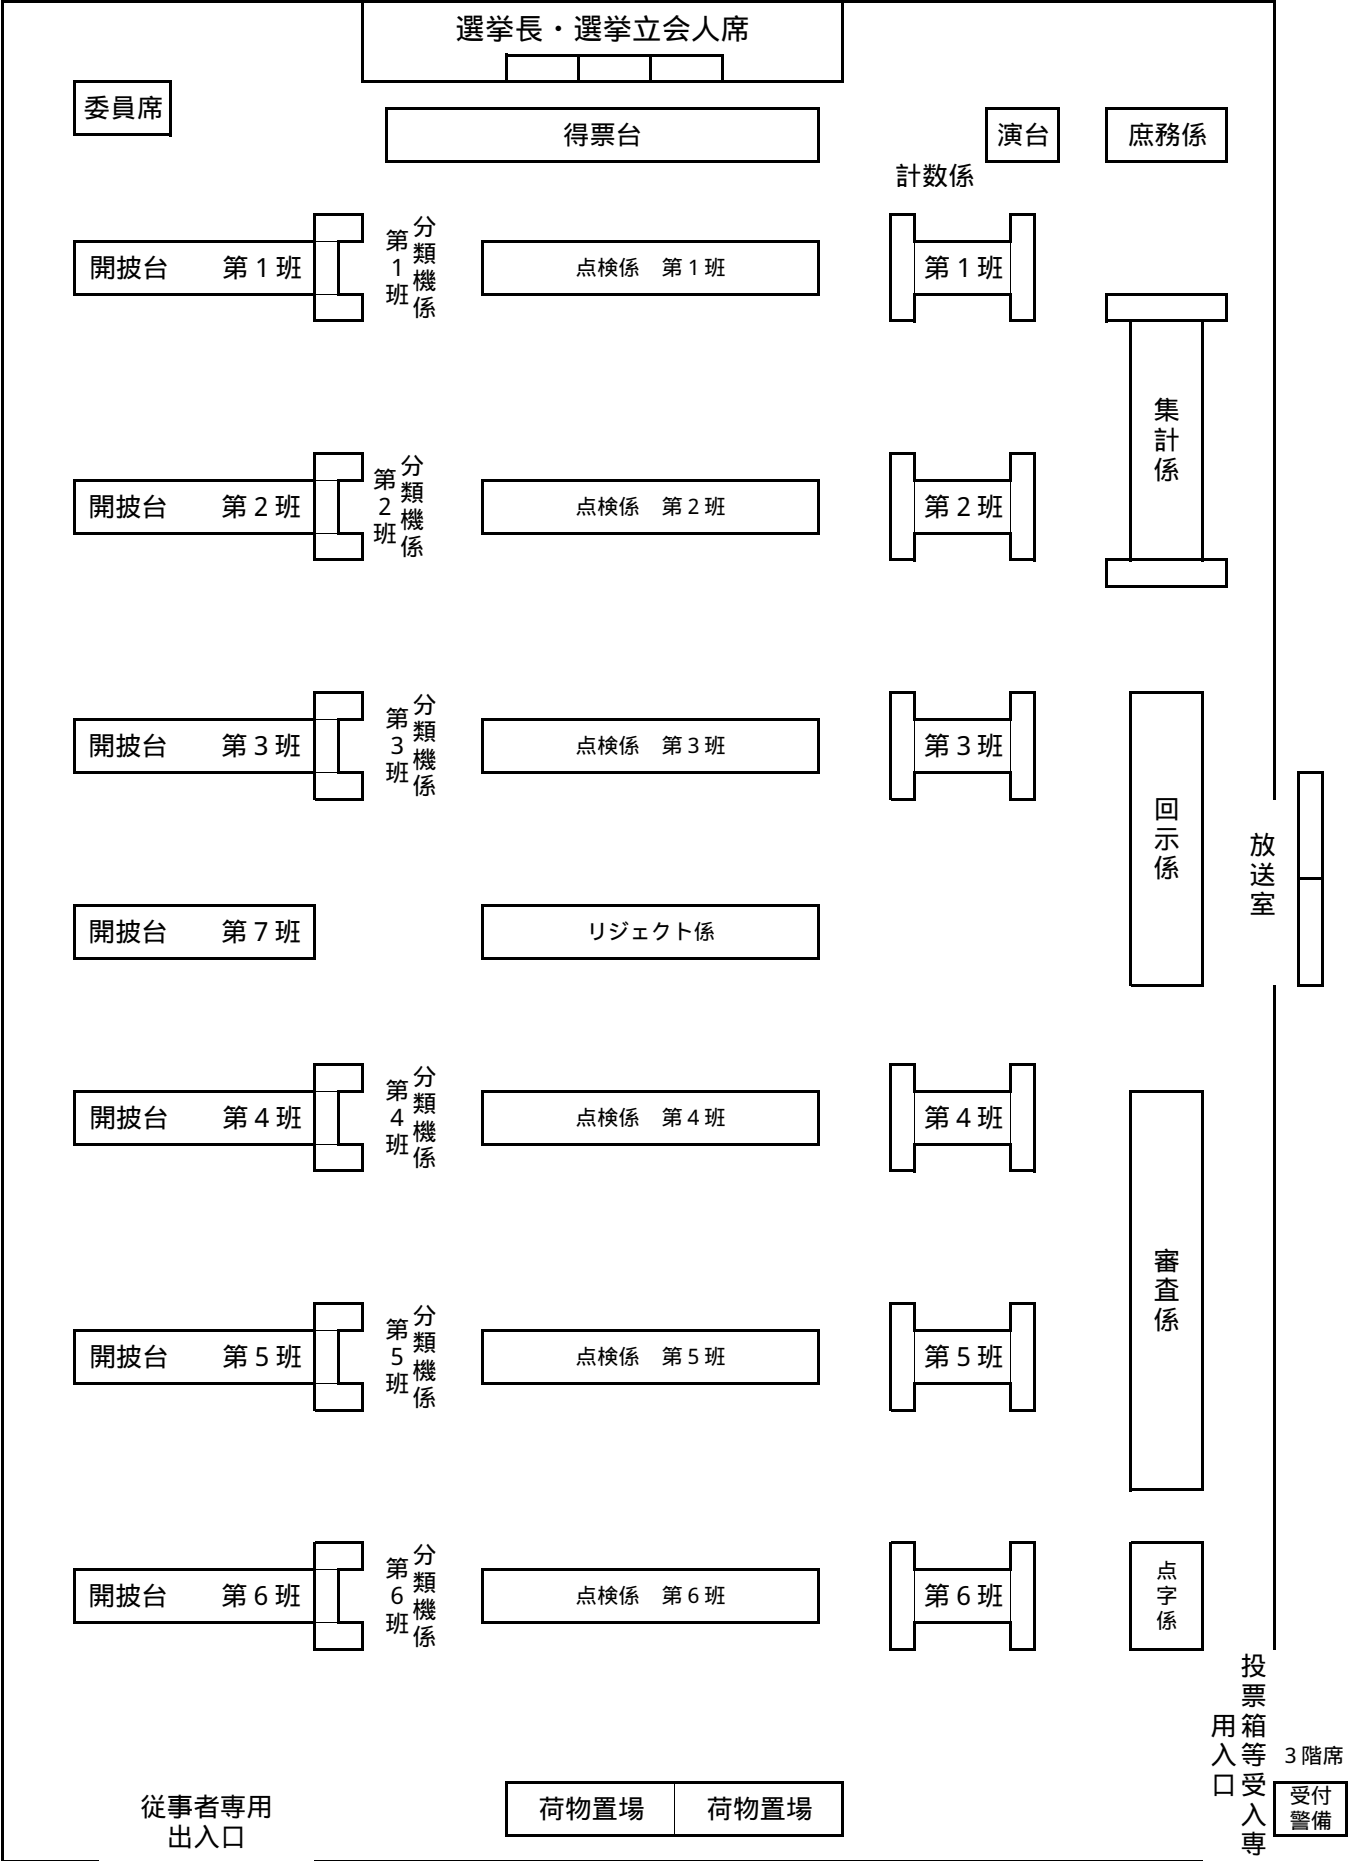 選挙長・選挙立会人席
委員席
得票台
演台
庶務係
計数係
開披台　第１班
分類機係
第１班
点検係　第１班
第１班
集計係
開披台　第２班
分類機係
第２班
点検係　第２班
第２班
開披台　第３班
分類機係
第３班
点検係　第３班
第３班
回示係
放送室
開披台　第７班
リジェクト係
開披台　第４班
分類機係
第４班
点検係　第４班
第４班
審査係
開披台　第５班
分類機係
第５班
点検係　第５班
第５班
開披台　第６班
分類機係
第６班
点検係　第６班
第６班
点字係
投票箱等受入専
用入口
３階席
受付
警備
従事者専用
出入口
荷物置場
荷物置場